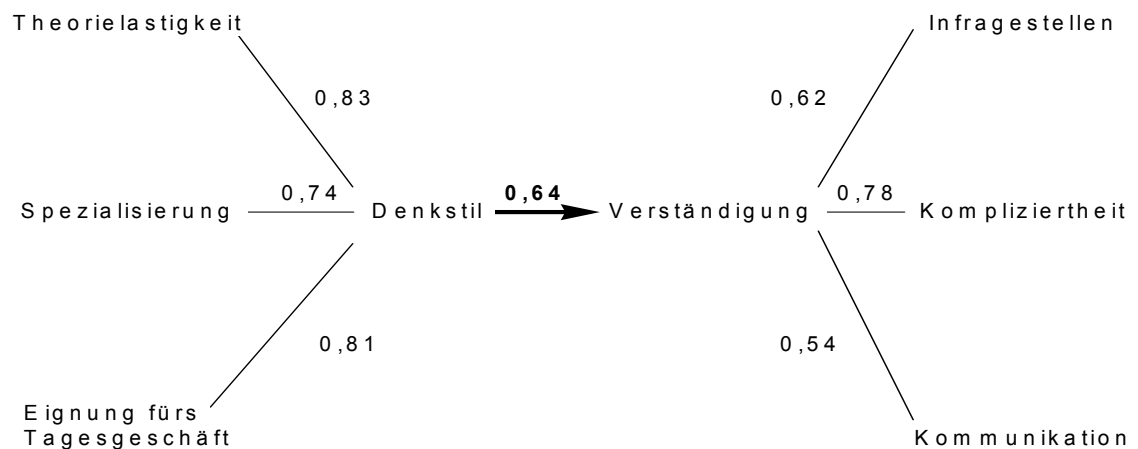 Theorielastigkeit
Infragestellen
0,83
0,62
Spezialisierung
0,74
Denkstil
0,64
Verständigung
0,78
Kompliziertheit
0,81
0,54
Eignung fürs
Tagesgeschäft
Kommunikation